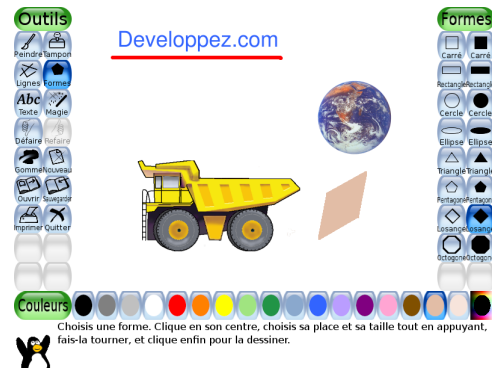 Outils
Formes
Developpez.com
Peindre Tampon
Carré Carré
Lignes Formes
Rectangle Rectangle
Abc
Texte Magie
Cercle Cercle
Défaire Refaire
Ellipse Ellipse
Gomme Nouveau
Triangle Triangle
Ouvrir Sauvegarder
Pentagone Pentagone
Imprimer Quitter
Losange Losange
Octogone Octogone
Couleurs
Choisis une forme. Clique en son centre, choisis sa place et sa taille tout en appuyant,
fais-la tourner, et clique enfin pour la dessiner.